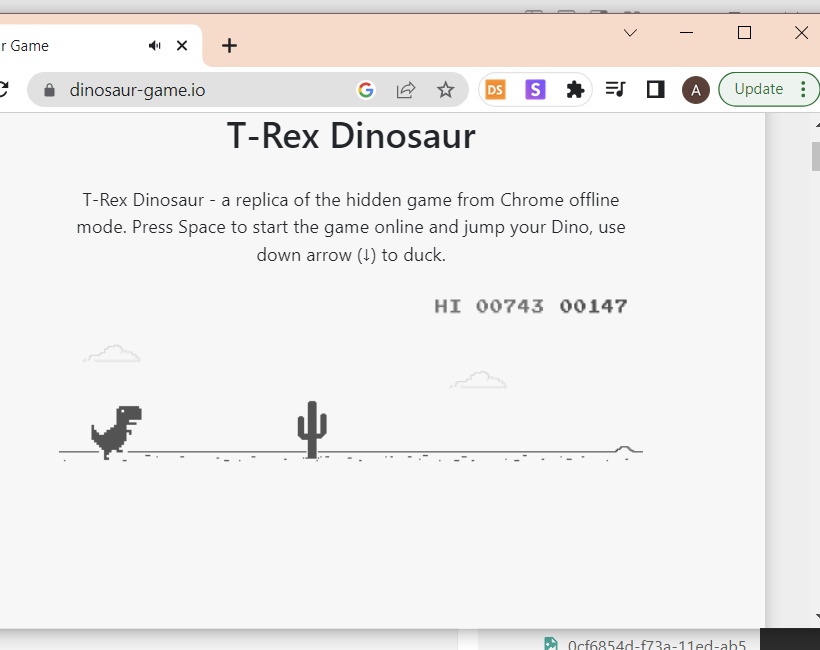 r Game
dinosaur-game.io
DS
S
A
Update
T-Rex Dinosaur
T-Rex Dinosaur - a replica of the hidden game from Chrome offline
mode. Press Space to start the game online and jump your Dino, use
down arrow (↓) to duck.
HI 00743 00147
0cf6854d-f73a-11ed-ab5